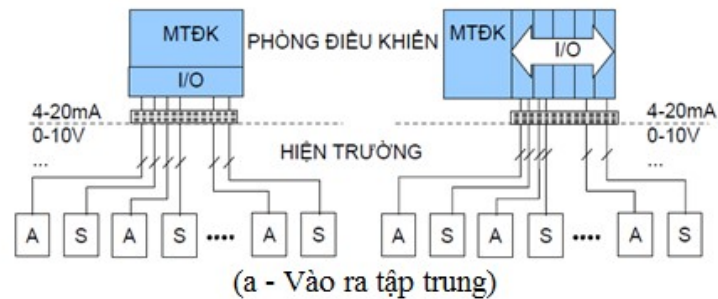 MTĐK
I/O
PHÒNG ĐIỀU KHIỂN
MTĐK
I/O
4-20mA
0-10V
...
HIỆN TRƯỜNG
4-20mA
0-10V
...
A S A S •••• A S
A S A S •••• A S
(a - Vào ra tập trung)